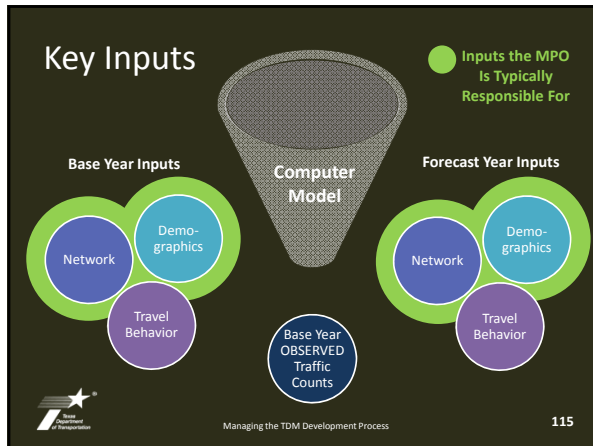 Key Inputs
Inputs the MPO
Is Typically
Responsible For
Base Year Inputs
Computer
Model
Forecast Year Inputs
Network
Demo-
graphics
Travel
Behavior
Network
Demo-
graphics
Travel
Behavior
Base Year
OBSERVED
Traffic
Counts
Texas
Department
of Transportation
®
Managing the TDM Development Process
115